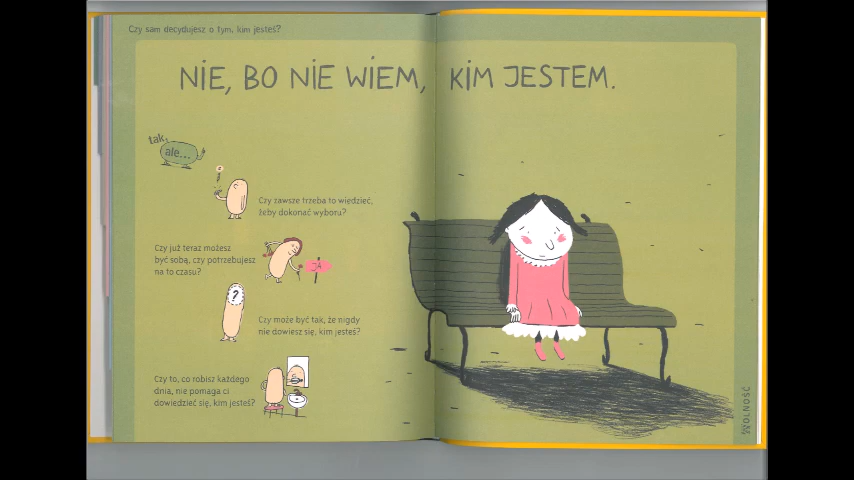 Czy sam decydujesz o tym, kim jesteś?
NIE, BO NIE WIEM, KIM JESTEM.
tak,
ale...
Czy zawsze trzeba to wiedzieć,
żeby dokonać wyboru?
Czy już teraz możesz
być sobą, czy potrzebujesz
na to czasu?
JA
?
Czy może być tak, że nigdy
nie dowiesz się, kim jesteś?
Czy to, co robisz każdego
dnia, nie pomaga ci
dowiedzieć się, kim jesteś?
WOLNOŚĆ